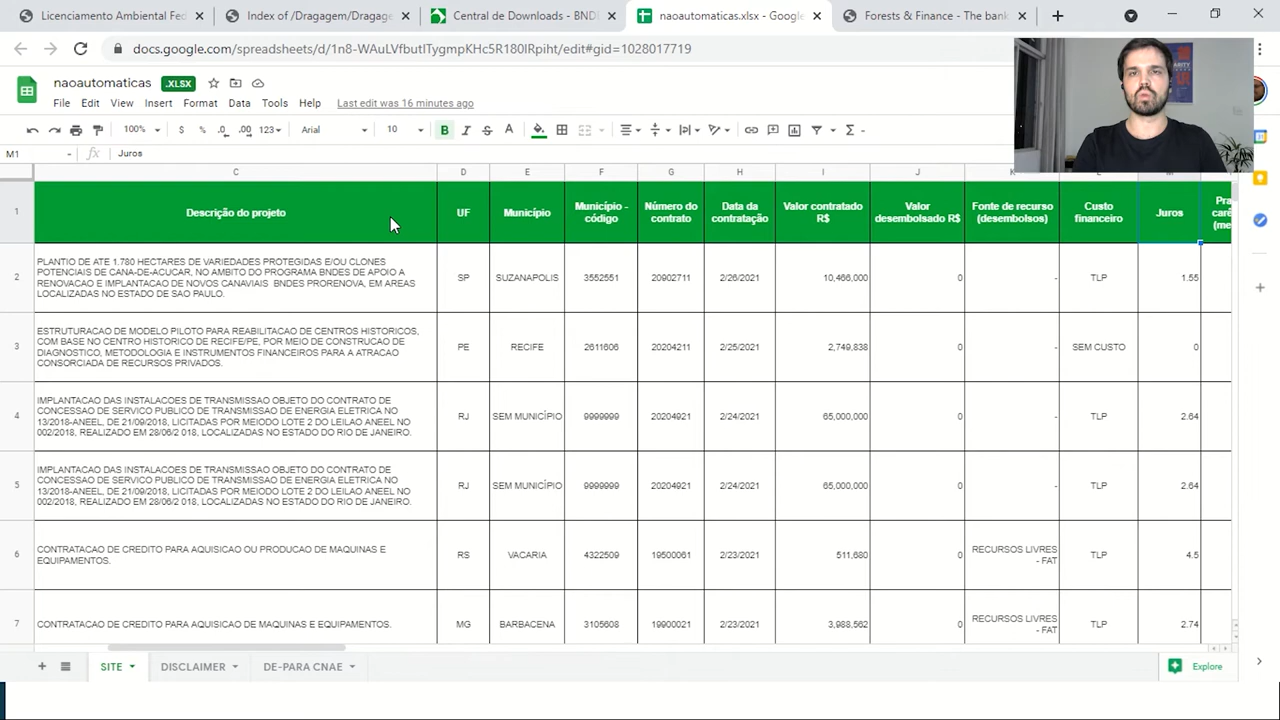 Licenciamento Ambiental Fed
Index of /Dragagem/Dragage
Central de Downloads - BNDE
naoautomaticas.xlsx - Google
Forests & Finance - The bank
docs.google.com/spreadsheets/d/1n8-WAuLVfbutlTygmpKHc5R180lRpiht/edit#gid=1028017719
naoautomaticas .XLSX
File Edit View Insert Format Data Tools Help Last edit was 16 minutes ago
100% $ % .0 .00 123 Arial 10 B I S A
M1 fx Juros
C D E F G H I J K L M
1 Descrição do projeto UF Município Município - código Número do contrato Data da contratação Valor contratado R$ Valor desembolsado R$ Fonte de recurso (desembolsos) Custo financeiro Juros
2 PLANTIO DE ATE 1.780 HECTARES DE VARIEDADES PROTEGIDAS E/OU CLONES
POTENCIAIS DE CANA-DE-ACUCAR, NO AMBITO DO PROGRAMA BNDES DE APOIO A
RENOVACAO E IMPLANTACAO DE NOVOS CANAVIAIS BNDES PRORENOVA, EM AREAS
LOCALIZADAS NO ESTADO DE SAO PAULO.
SP SUZANAPOLIS 3552551 20902711 2/26/2021 10,466,000 0 - TLP 1.55
3 ESTRUTURACAO DE MODELO PILOTO PARA REABILITACAO DE CENTROS HISTORICOS,
COM BASE NO CENTRO HISTORICO DE RECIFE/PE, POR MEIO DE CONSTRUCAO DE
DIAGNOSTICO, METODOLOGIA E INSTRUMENTOS FINANCEIROS PARA A ATRACAO
CONSORCIADA DE RECURSOS PRIVADOS.
PE RECIFE 2611606 20204211 2/25/2021 2,749,838 0 - SEM CUSTO 0
4 IMPLANTACAO DAS INSTALACOES DE TRANSMISSAO OBJETO DO CONTRATO DE
CONCESSAO DE SERVICO PUBLICO DE TRANSMISSAO DE ENERGIA ELETRICA NO
13/2018-ANEEL, DE 21/09/2018, LICITADAS POR MEIODO LOTE 2 DO LEILAO ANEEL NO
002/2018, REALIZADO EM 28/06/2 018, LOCALIZADAS NO ESTADO DO RIO DE JANEIRO.
RJ SEM MUNICÍPIO 9999999 20204921 2/24/2021 65,000,000 0 - TLP 2.64
5 IMPLANTACAO DAS INSTALACOES DE TRANSMISSAO OBJETO DO CONTRATO DE
CONCESSAO DE SERVICO PUBLICO DE TRANSMISSAO DE ENERGIA ELETRICA NO
13/2018-ANEEL, DE 21/09/2018, LICITADAS POR MEIODO LOTE 2 DO LEILAO ANEEL NO
002/2018, REALIZADO EM 28/06/2 018, LOCALIZADAS NO ESTADO DO RIO DE JANEIRO.
RJ SEM MUNICÍPIO 9999999 20204921 2/24/2021 65,000,000 0 - TLP 2.64
6 CONTRATACAO DE CREDITO PARA AQUISICAO OU PRODUCAO DE MAQUINAS E
EQUIPAMENTOS.
RS VACARIA 4322509 19500061 2/23/2021 511,680 0 RECURSOS LIVRES - FAT TLP 4.5
7 CONTRATACAO DE CREDITO PARA AQUISICAO DE MAQUINAS E EQUIPAMENTOS.
MG BARBACENA 3105608 19900021 2/23/2021 3,988,562 0 RECURSOS LIVRES - FAT TLP 2.74
SITE DISCLAIMER DE-PARA CNAE Explore